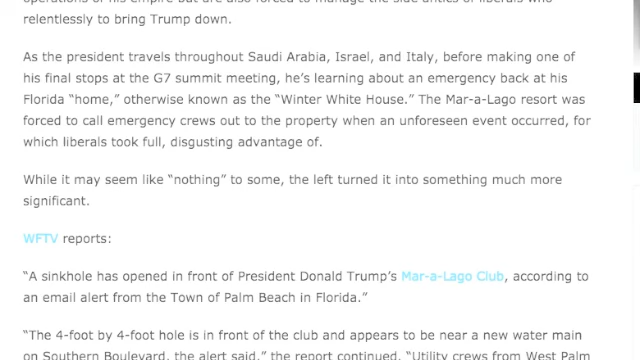 operations of his empire but are also forced to manage the side antics of liberals who
relentlessly to bring Trump down.
As the president travels throughout Saudi Arabia, Israel, and Italy, before making one of
his final stops at the G7 summit meeting, he's learning about an emergency back at his
Florida “home,” otherwise known as the “Winter White House.” The Mar-a-Lago resort was
forced to call emergency crews out to the property when an unforeseen event occurred, for
which liberals took full, disgusting advantage of.
While it may seem like “nothing” to some, the left turned it into something much more
significant.
WFTV reports:
“A sinkhole has opened in front of President Donald Trump’s Mar-a-Lago Club, according to
an email alert from the Town of Palm Beach in Florida.”
“The 4-foot by 4-foot hole is in front of the club and appears to be near a new water main
on Southern Boulevard, the alert said,” the report continued. “Utility crews from West Palm